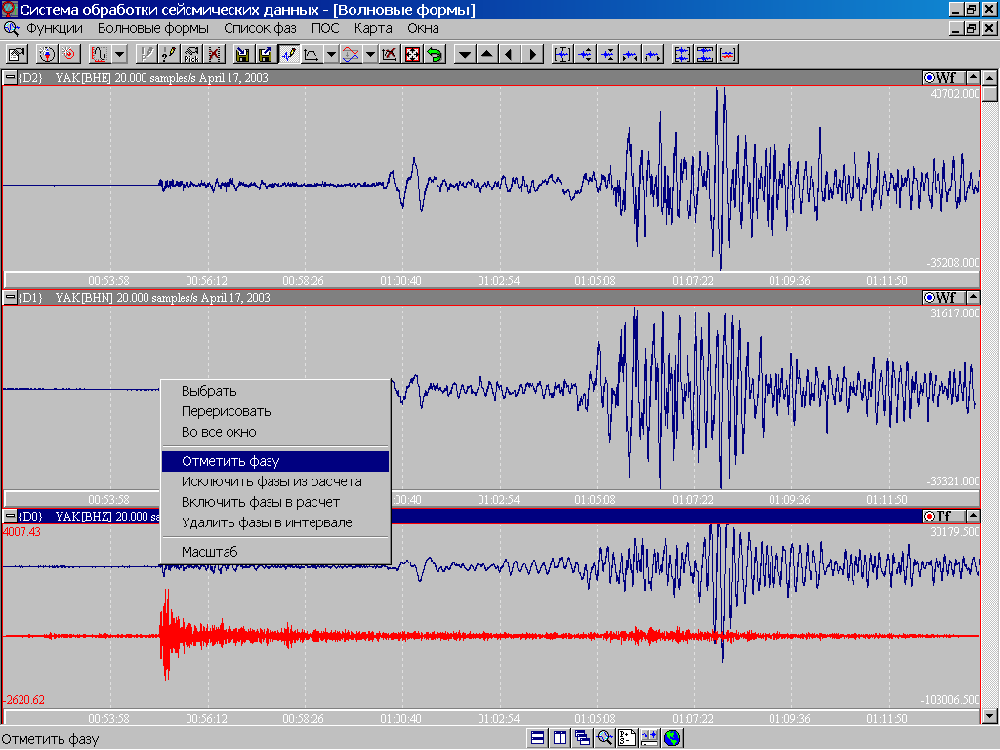 Система обработки сейсмических данных - [Волновые формы]
Функции Волновые формы Список фаз ПОС Карта Окна
Pick
{D2} YAK[BHE] 20.000 samples/s April 17, 2003 Wf
40702.000
-35208.000
00:53:58 00:56:12 00:58:26 01:00:40 01:02:54 01:05:08 01:07:22 01:09:36 01:11:50
{D1} YAK[BHN] 20.000 samples/s April 17, 2003 Wf
31617.000
Выбрать
Перерисовать
Во все окно
Отметить фазу
Исключить фазы из расчета
Включить фазы в расчет
Удалить фазы в интервале
Масштаб
-35321.000
00:53:58 00:40 01:02:54 01:05:08 01:07:22 01:09:36 01:11:50
{D0} YAK[BHZ] 20.000 sa Tf
4007.43 30179.500
-2620.62 -103006.500
00:53:58 00:56:12 00:58:26 01:00:40 01:02:54 01:05:08 01:07:22 01:09:36 01:11:50
Отметить фазу